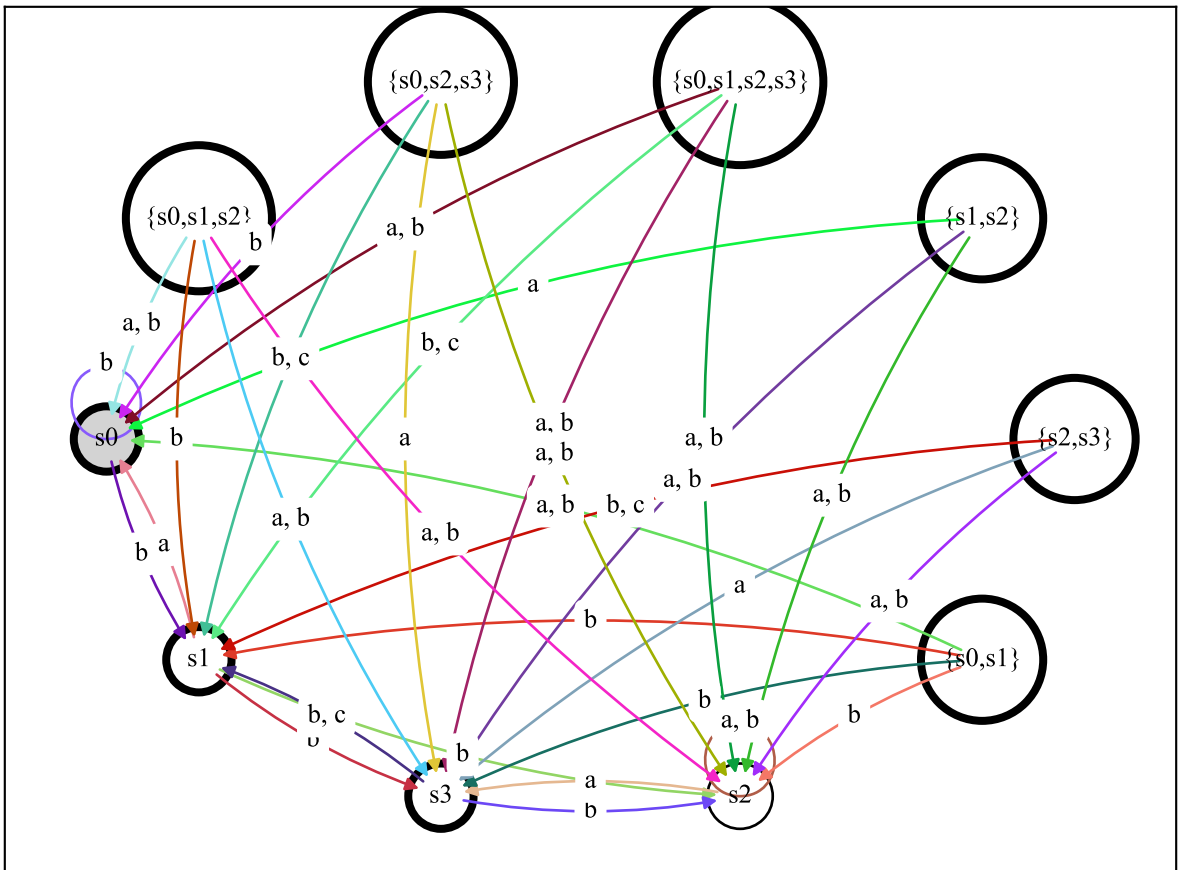 {s0,s2,s3}
{s0,s1,s2,s3}
{s0,s1,s2}
{s1,s2}
a, b
b
a
a, b
b, c
b, c
b
a, b
s0
b
a
a, b
{s2,s3}
a, b
a, b
a, b
a, b
b, c
a, b
a, b
b
a
a
a, b
b
s1
{s0,s1}
b, c
b
b
b
a, b
b
a
s3
s2
b